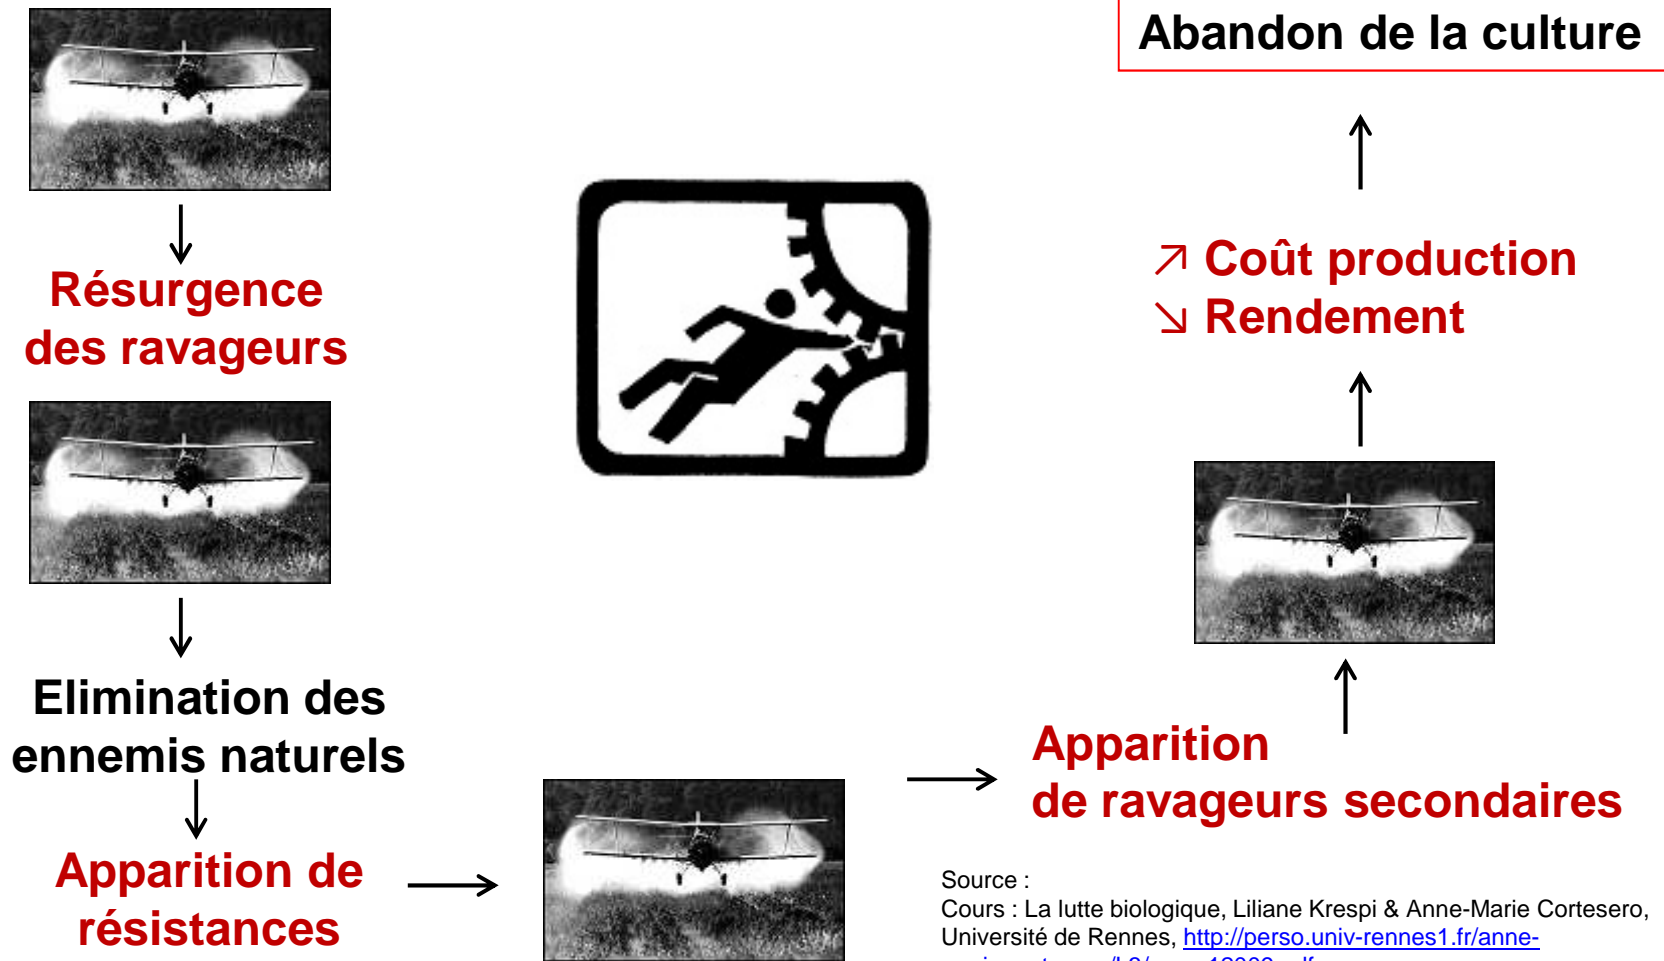 Abandon de la culture
Résurgence
des ravageurs
↗ Coût production
↘ Rendement
Elimination des
ennemis naturels
Apparition
de ravageurs secondaires
Apparition de
résistances
Source :
Cours : La lutte biologique, Liliane Krespi & Anne-Marie Cortesero,
Université de Rennes, http://perso.univ-rennes1.fr/anne-